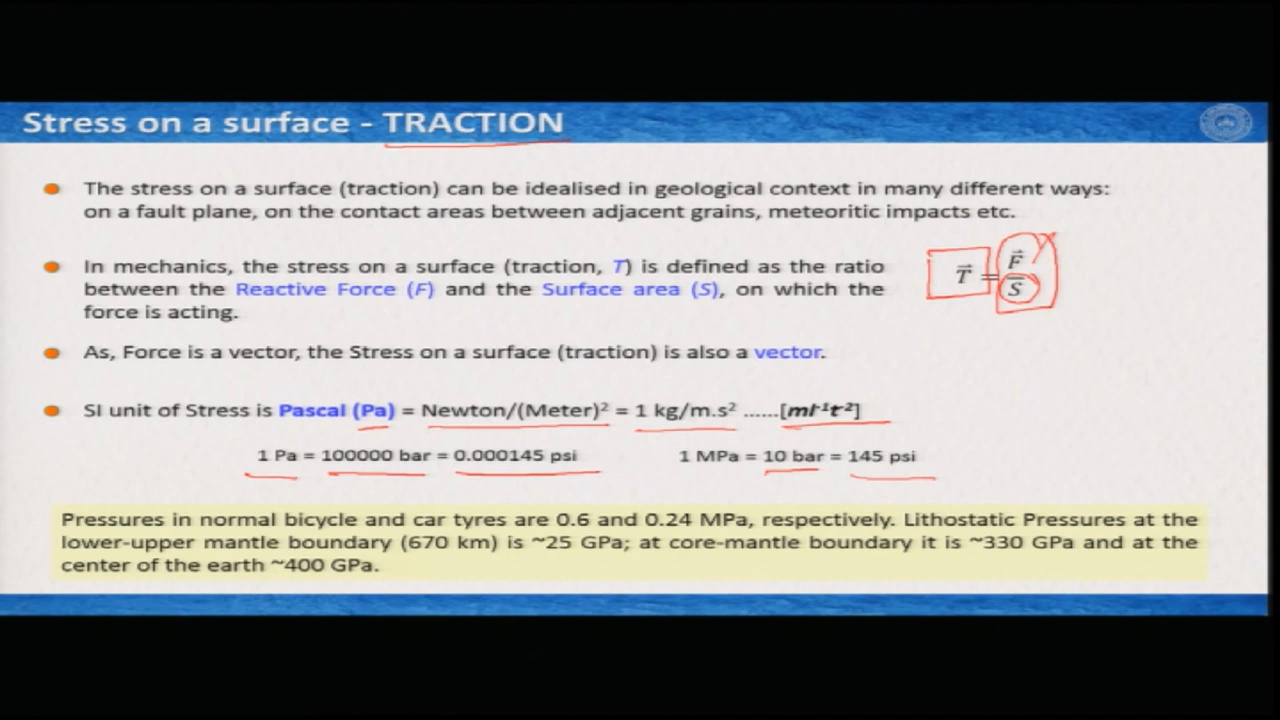 Stress on a surface - TRACTION
The stress on a surface (traction) can be idealised in geological context in many different ways:
on a fault plane, on the contact areas between adjacent grains, meteoritic impacts etc.
In mechanics, the stress on a surface (traction, T) is defined as the ratio
between the Reactive Force (F) and the Surface area (S), on which the
force is acting.
T⃗ = F⃗/S
As, Force is a vector, the Stress on a surface (traction) is also a vector.
SI unit of Stress is Pascal (Pa) = Newton/(Meter)² = 1 kg/m.s² ......[ml⁻¹t⁻²]
1 Pa = 100000 bar = 0.000145 psi 1 MPa = 10 bar = 145 psi
Pressures in normal bicycle and car tyres are 0.6 and 0.24 MPa, respectively. Lithostatic Pressures at the
lower-upper mantle boundary (670 km) is ~25 GPa; at core-mantle boundary it is ~330 GPa and at the
center of the earth ~400 GPa.